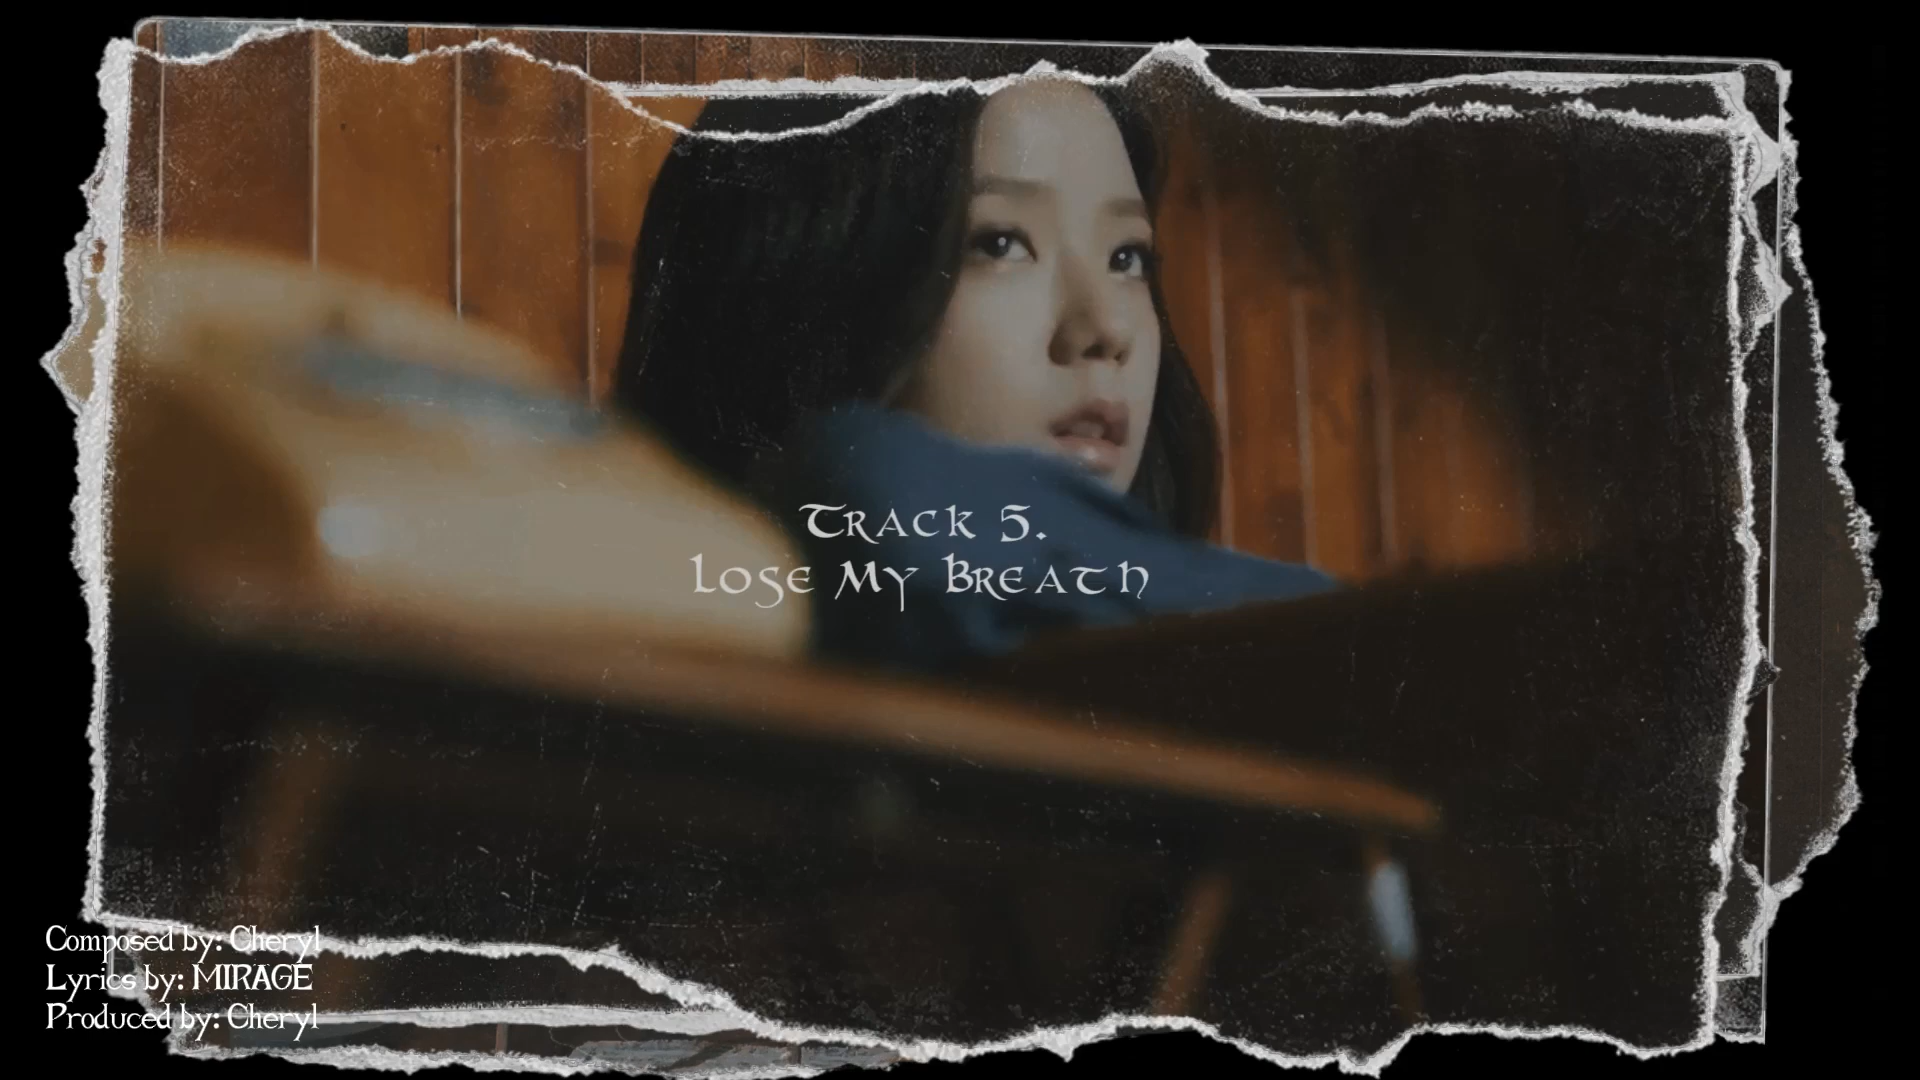 Track 5.
Lose My Breath
Composed by: Cheryl
Lyrics by: MIRAGE
Produced by: Cheryl